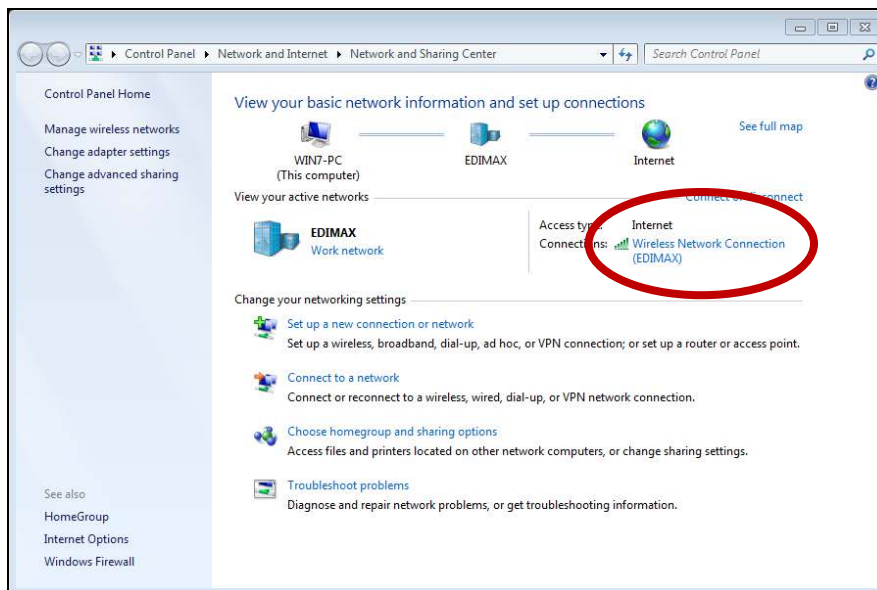 Control Panel Network and Internet Network and Sharing Center Search Control Panel
Control Panel Home
Manage wireless networks
Change adapter settings
Change advanced sharing
settings
View your basic network information and set up connections
See full map
WIN7-PC
(This computer)
EDIMAX
Internet
View your active networks
Connect or disconnect
EDIMAX
Work network
Access type: Internet
Connections: Wireless Network Connection
(EDIMAX)
Change your networking settings
Set up a new connection or network
Set up a wireless, broadband, dial-up, ad hoc, or VPN connection; or set up a router or access point.
Connect to a network
Connect or reconnect to a wireless, wired, dial-up, or VPN network connection.
Choose homegroup and sharing options
Access files and printers located on other network computers, or change sharing settings.
Troubleshoot problems
Diagnose and repair network problems, or get troubleshooting information.
See also
HomeGroup
Internet Options
Windows Firewall